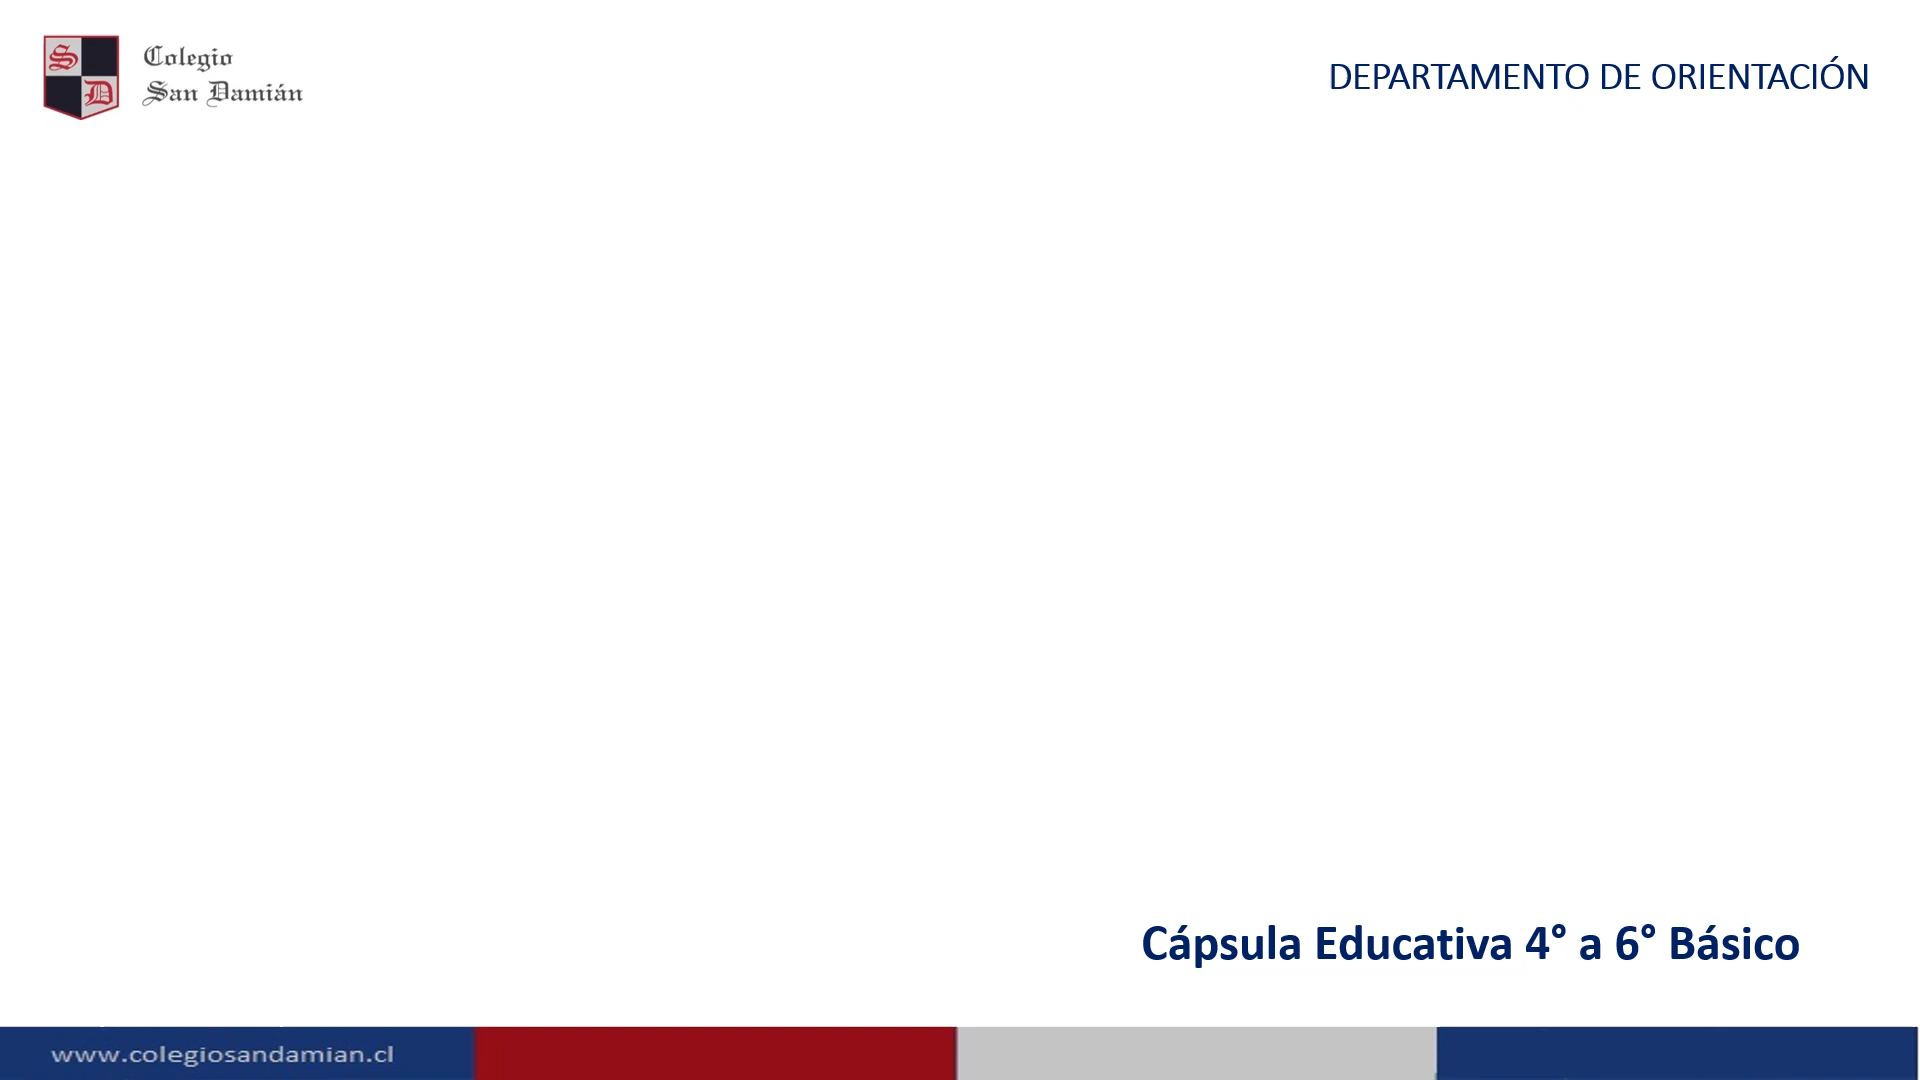 Colegio
San Damián
DEPARTAMENTO DE ORIENTACIÓN
Cápsula Educativa 4° a 6° Básico
www.colegiosandamian.cl